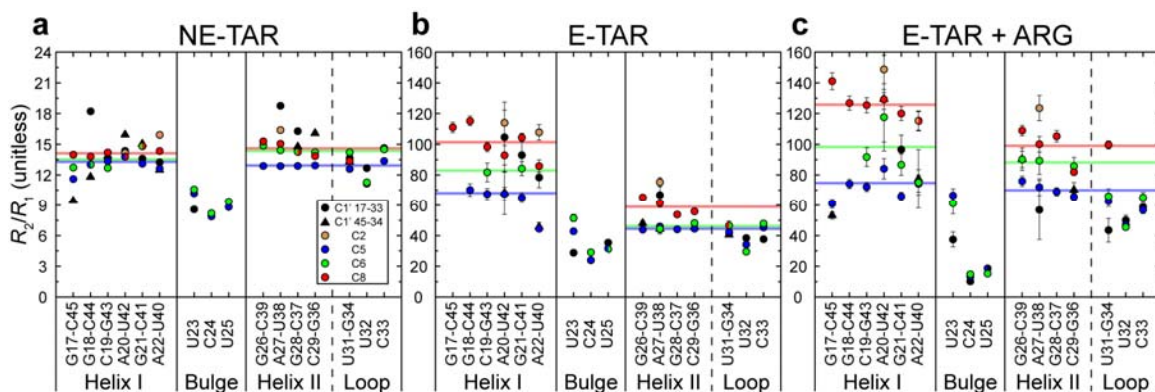 a NE-TAR
b E-TAR
c E-TAR + ARG
R2/R1 (unitless)
24
21
18
15
12
9
6
3
0
C1' 17-33
C1' 45-34
C2
C5
C6
C8
160
140
120
100
80
60
40
20
0
160
140
120
100
80
60
40
20
0
G17-C45
G18-C44
C19-G43
A20-U42
G21-C41
A22-U40
U23
C24
U25
G26-C39
A27-U38
G28-C37
C29-G36
U31-G34
U32
C33
G17-C45
G18-C44
C19-G43
A20-U42
G21-C41
A22-U40
U23
C24
U25
G26-C39
A27-U38
G28-C37
C29-G36
U31-G34
U32
C33
G17-C45
G18-C44
C19-G43
A20-U42
G21-C41
A22-U40
U23
C24
U25
G26-C39
A27-U38
G28-C37
C29-G36
U31-G34
U32
C33
Helix I Bulge Helix II Loop Helix I Bulge Helix II Loop Helix I Bulge Helix II Loop